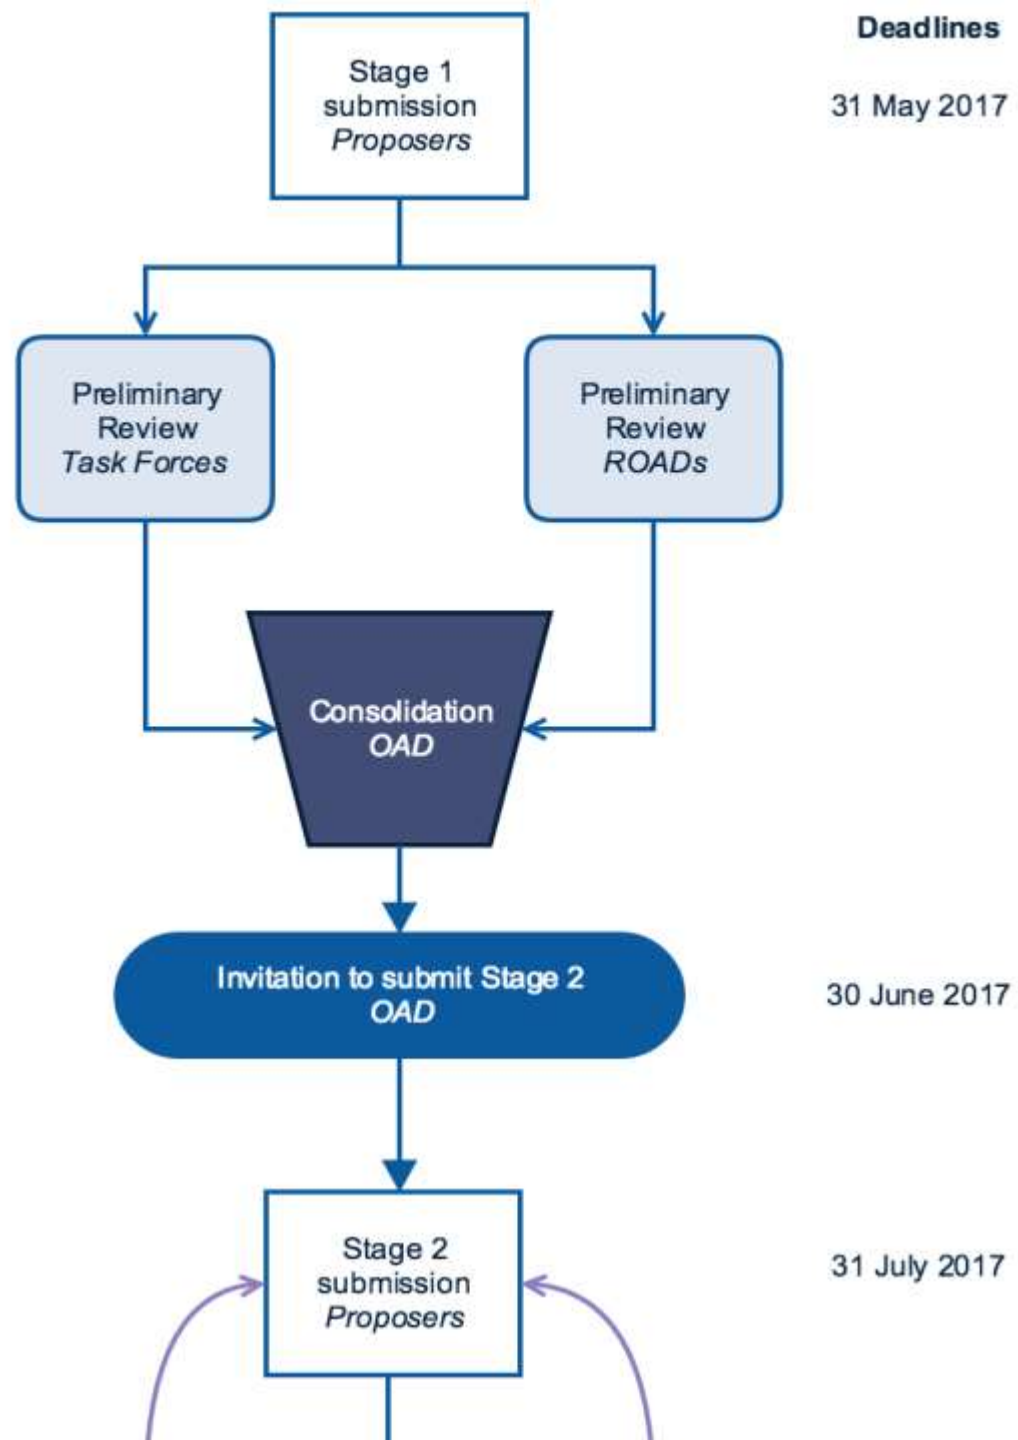 Deadlines
Stage 1
submission
Proposers
31 May 2017
Preliminary
Review
Task Forces
Preliminary
Review
ROADs
Consolidation
OAD
Invitation to submit Stage 2
OAD
30 June 2017
Stage 2
submission
Proposers
31 July 2017